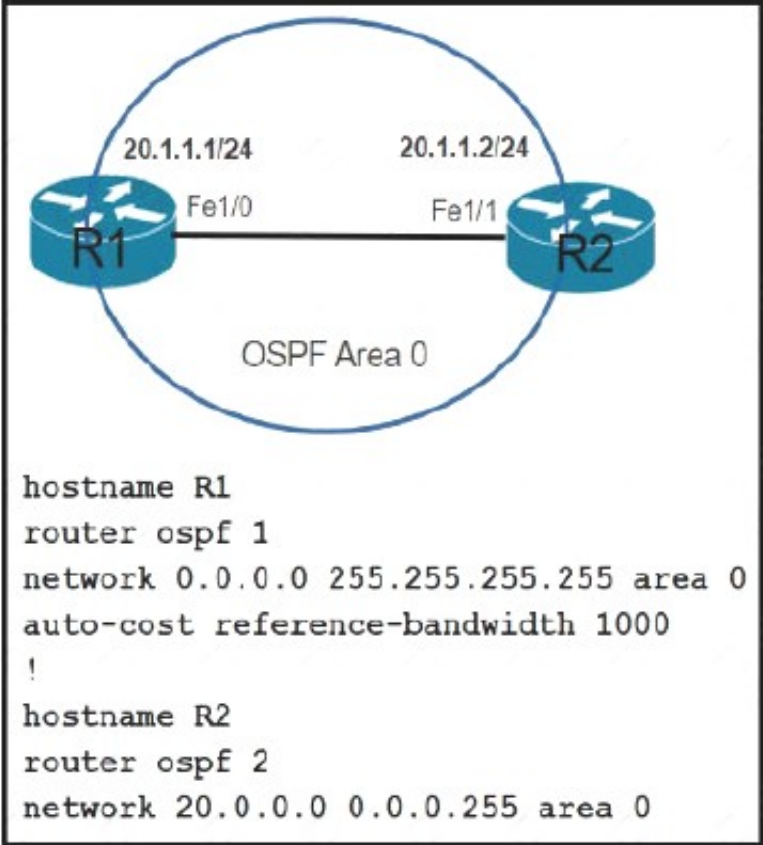 20.1.1.1/24 20.1.1.2/24
Fe1/0 Fe1/1
R1 R2
OSPF Area 0
hostname R1
router ospf 1
network 0.0.0.0 255.255.255.255 area 0
auto-cost reference-bandwidth 1000
!
hostname R2
router ospf 2
network 20.0.0.0 0.0.0.255 area 0